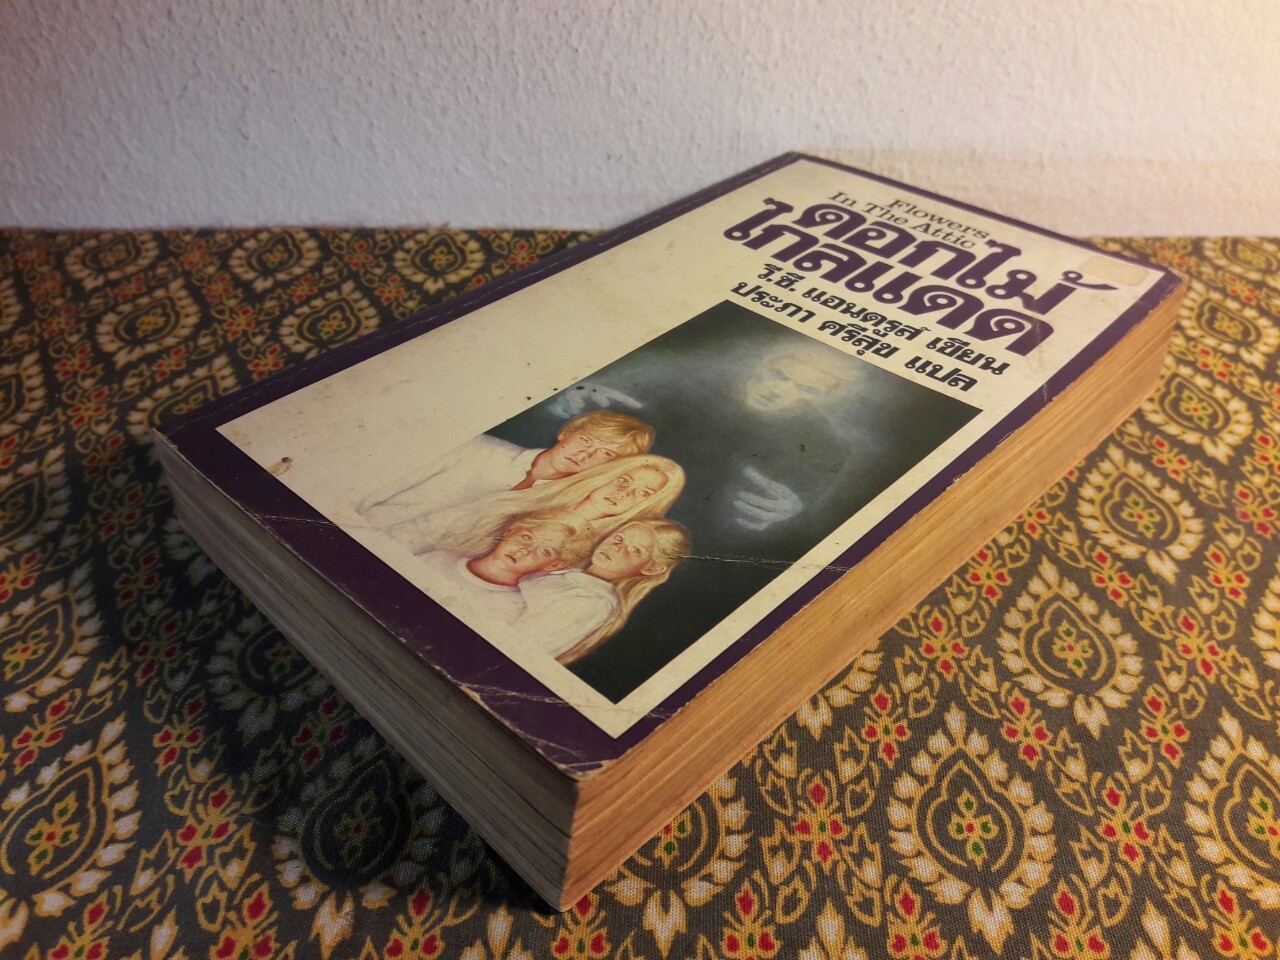 Flowers
In The Attic
ดอกไม้
ไกลแดด
วี.ซี. แอนดรูส์ เขียน
ประภา ศรีสุข แปล